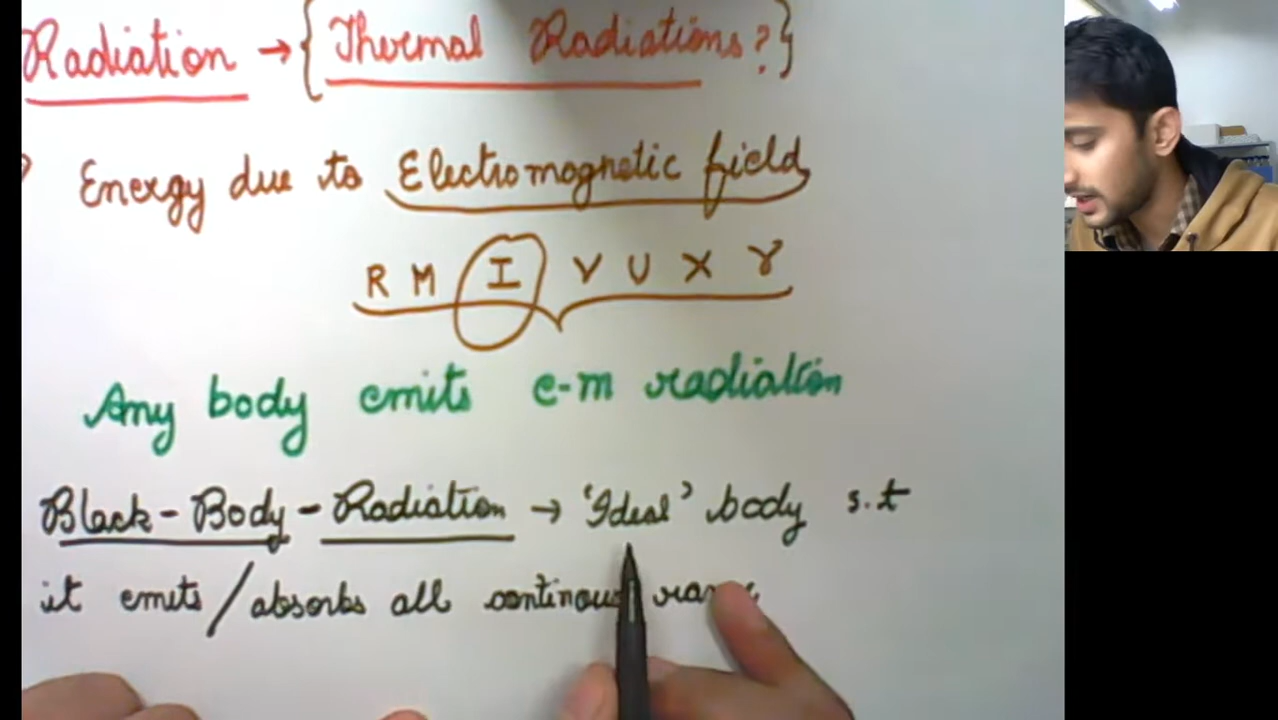 Radiation → {Thermal Radiations?}
Energy due to Electromagnetic field
R M I V U X γ
Any body emits e-m radiation
Black-Body-Radiation → 'Ideal' body s.t
it emits/absorbs all continous